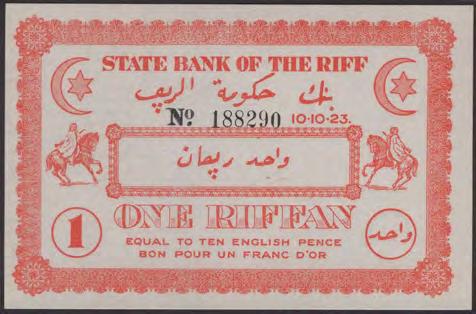 STATE BANK OF THE RIFF
بنك حكومة الريف
Nº 188290 10·10·23.
واحد ريفان
ONE RIFFAN
1 واحد
EQUAL TO TEN ENGLISH PENCE
BON POUR UN FRANC D'OR